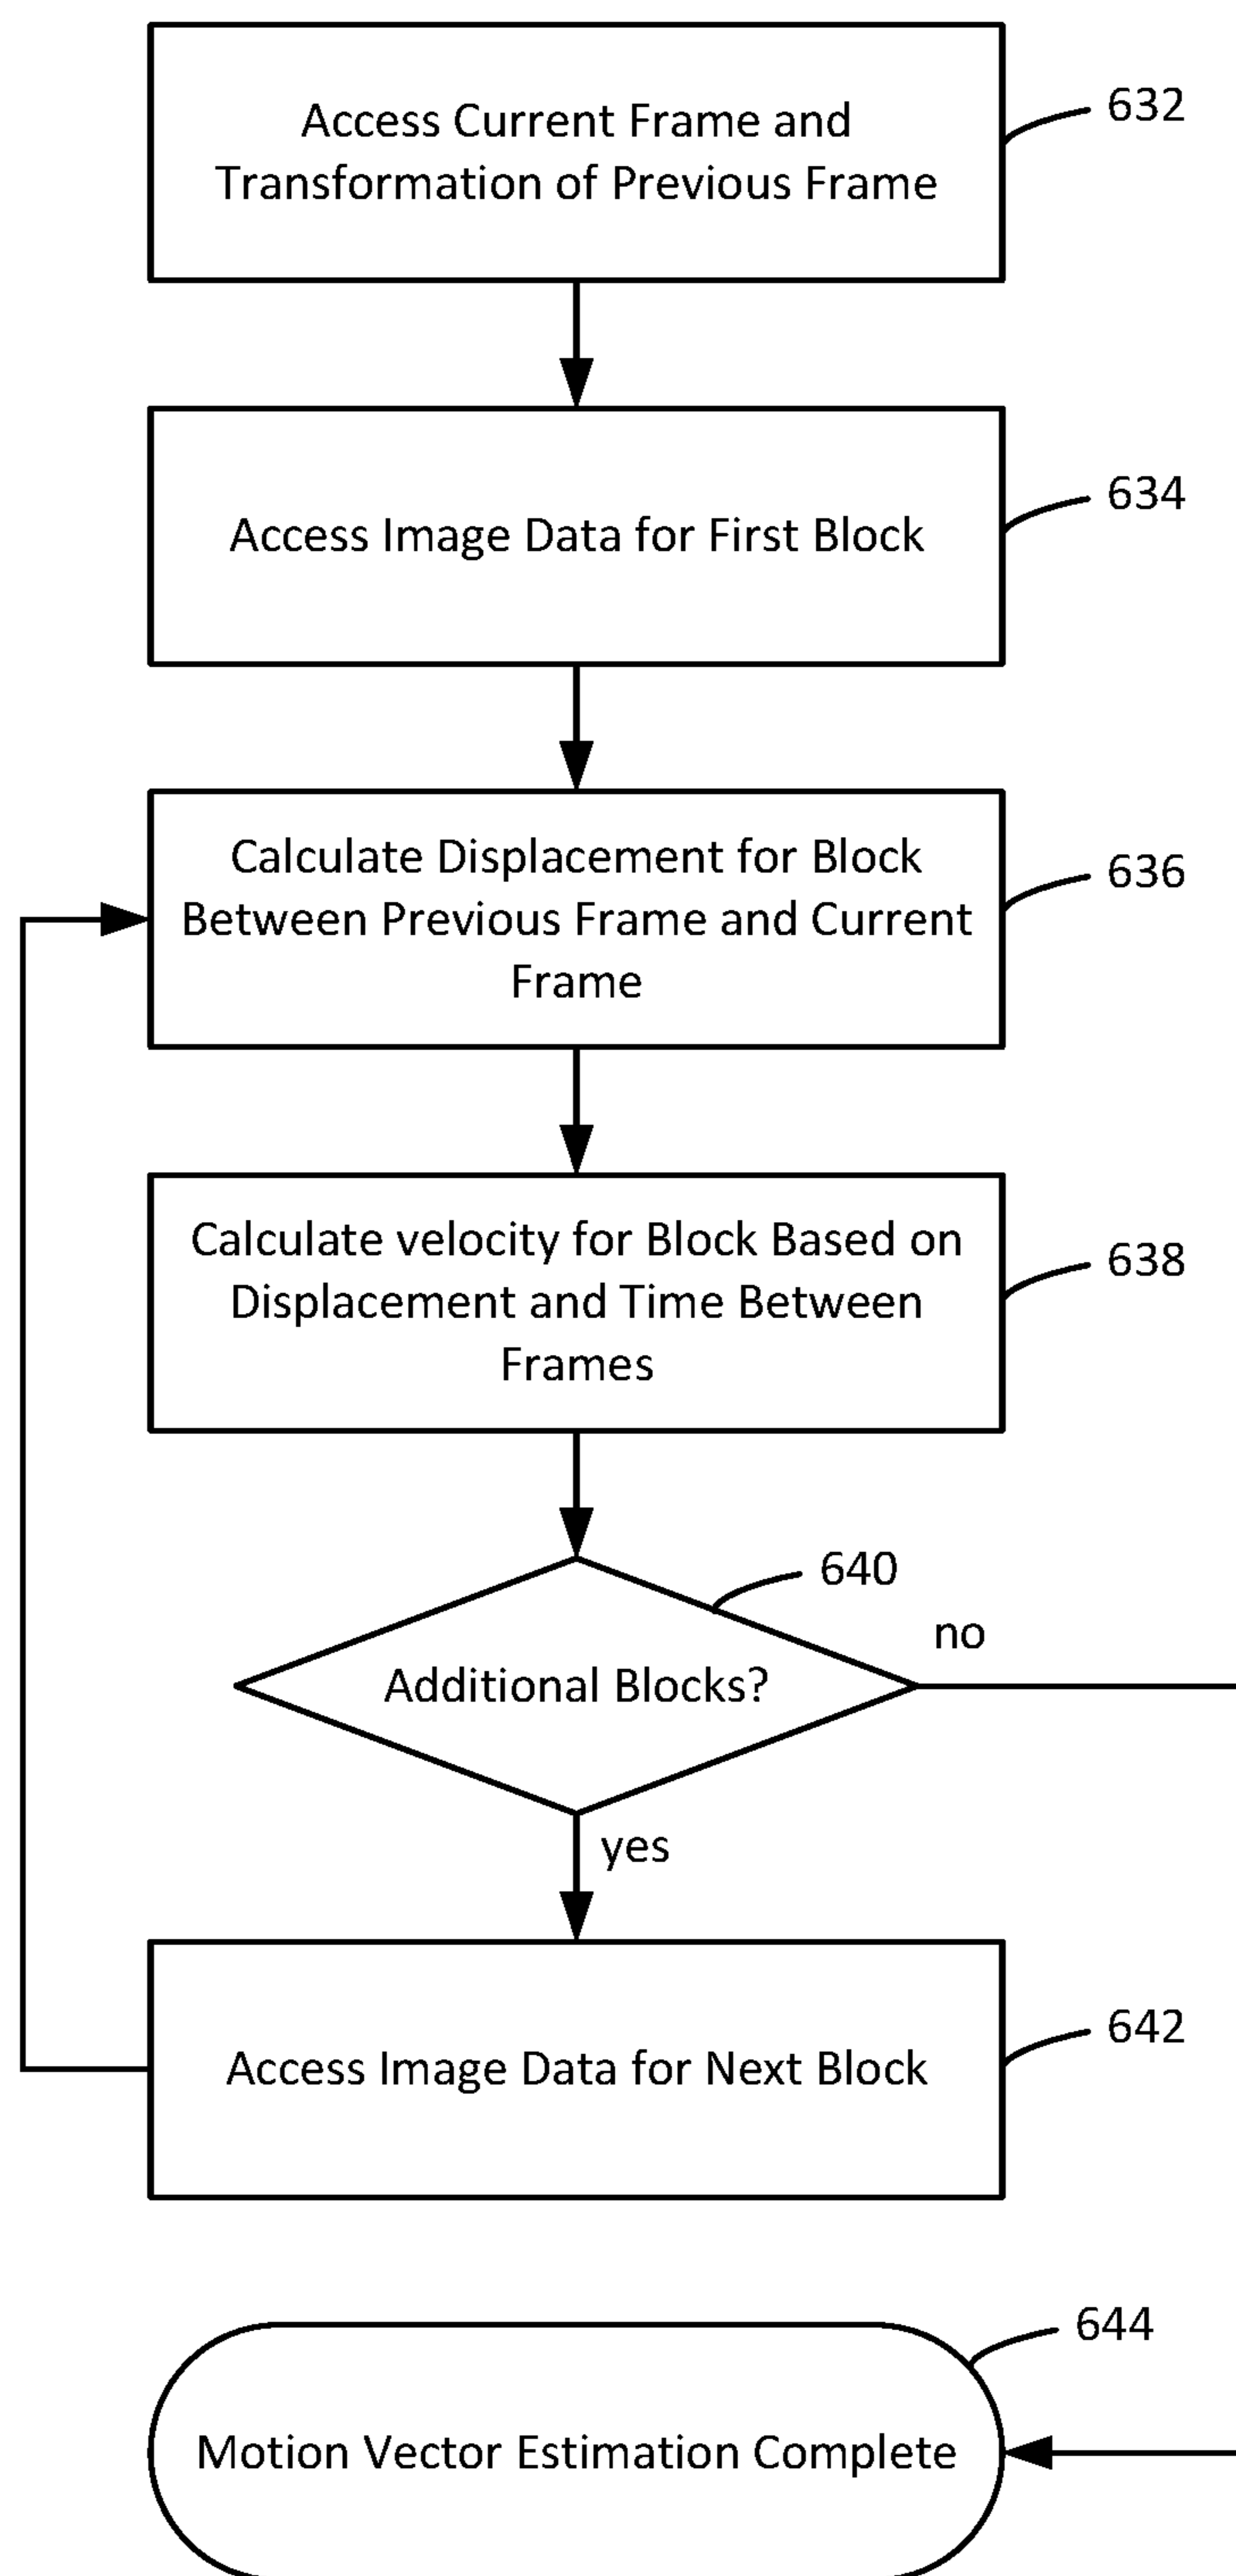 Access Current Frame and
Transformation of Previous Frame
632
Access Image Data for First Block
634
Calculate Displacement for Block
Between Previous Frame and Current
Frame
636
Calculate velocity for Block Based on
Displacement and Time Between
Frames
638
640
Additional Blocks?
no
yes
Access Image Data for Next Block
642
644
Motion Vector Estimation Complete